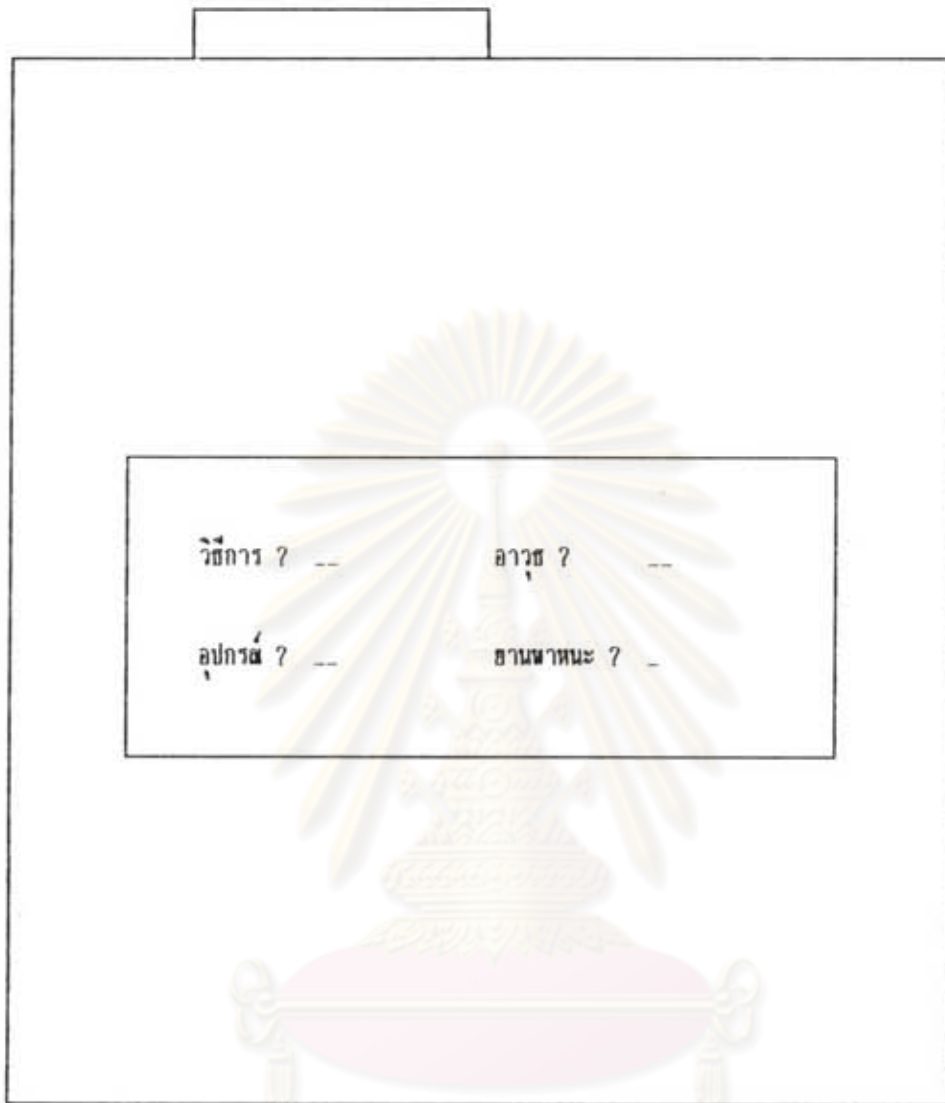 วิธีการ ? __ อาวุธ ? __
อุปกรณ์ ? __ ยานพาหนะ ? _